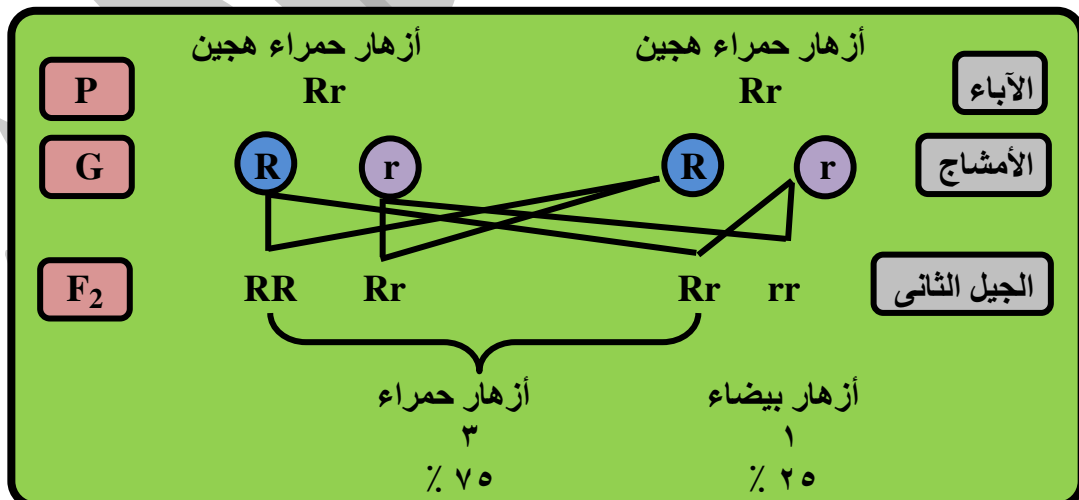 أزهار حمراء هجين أزهار حمراء هجين
P Rr Rr الآباء
G R r R r الأمشاج
F₂ RR Rr Rr rr الجيل الثانى
أزهار حمراء أزهار بيضاء
٣ ١
٧٥ ٪ ٢٥ ٪